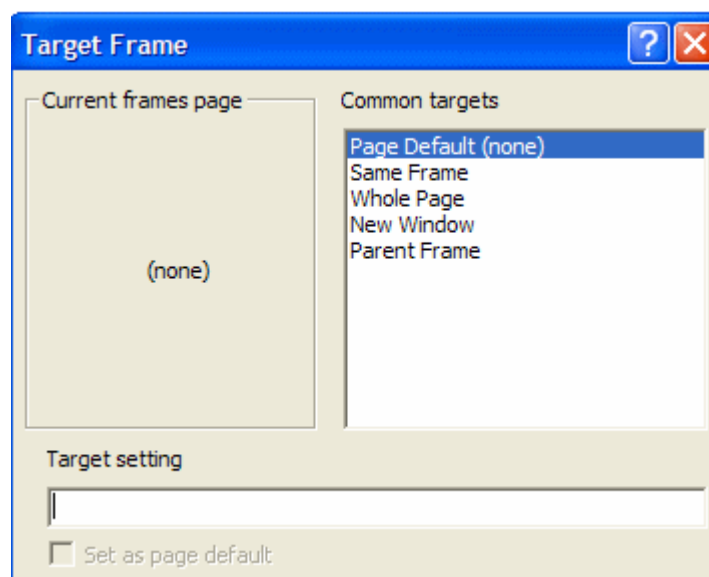 Target Frame
Current frames page
(none)
Common targets
Page Default (none)
Same Frame
Whole Page
New Window
Parent Frame
Target setting
Set as page default